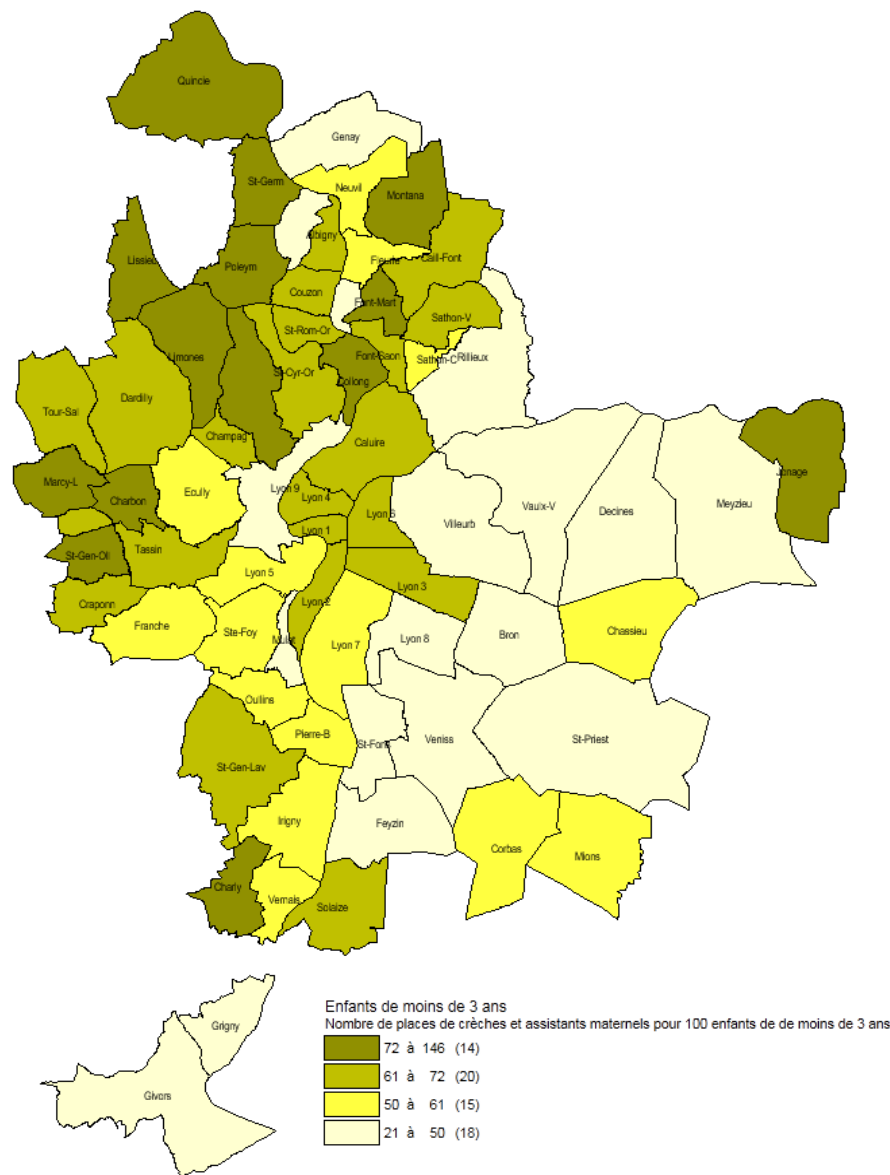 Quincie
Genay
St-Germ
Neuvil
Montana
Albigny
Lissieu
Poleym
Fleurie
Caill-Font
Couzon
Font-Mart
Sathon-V
St-Rom-Or
Limones
Font-Saon
Sathon-C
Rillieux
St-Cyr-Or
Collong
Dardilly
Tour-Sal
Champag
Caluire
Jonage
Marcy-L
Charbon
Ecully
Lyon 9
Lyon 4
Meyzieu
Vaulx-V
Decines
Lyon 6
Villeurb
Lyon 1
St-Gen-Oll
Tassin
Lyon 5
Lyon 3
Craponn
Lyon 2
Franche
Ste-Foy
Mulat
Lyon 7
Lyon 8
Bron
Chassieu
Oullins
Pierre-B
St-Fons
Veniss
St-Priest
St-Gen-Lav
Irigny
Feyzin
Corbas
Mions
Charly
Vernais
Solaize
Grigny
Givors
Enfants de moins de 3 ans
Nombre de places de crèches et assistants maternels pour 100 enfants de de moins de 3 ans
72 à 146 (14)
61 à 72 (20)
50 à 61 (15)
21 à 50 (18)